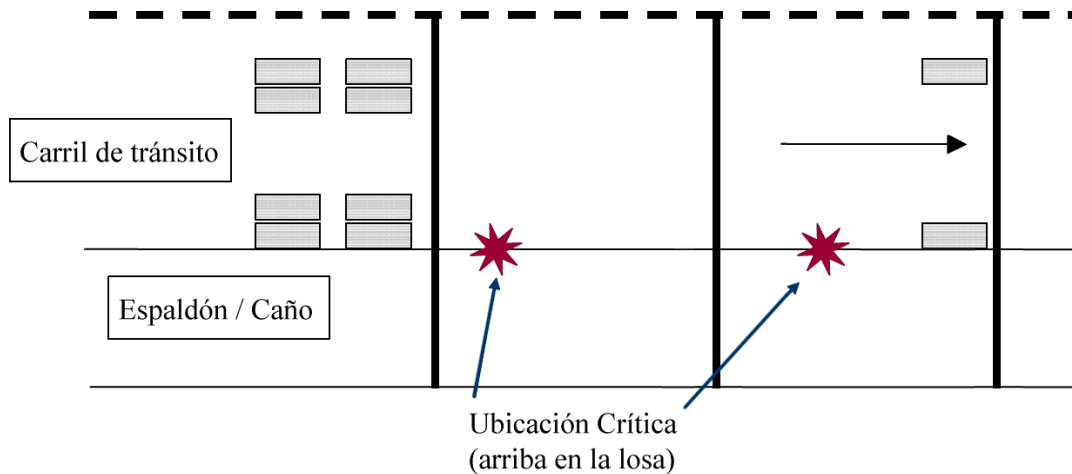 Carril de tránsito
Espaldón / Caño
Ubicación Crítica
(arriba en la losa)